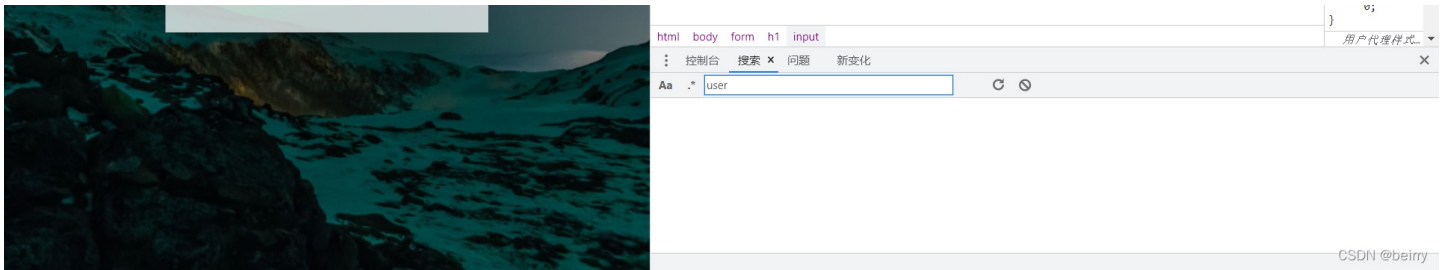 6;
}
html body form h1 input
用户代理样式…
控制台 搜索 × 问题 新变化
Aa .* user
CSDN @beirry